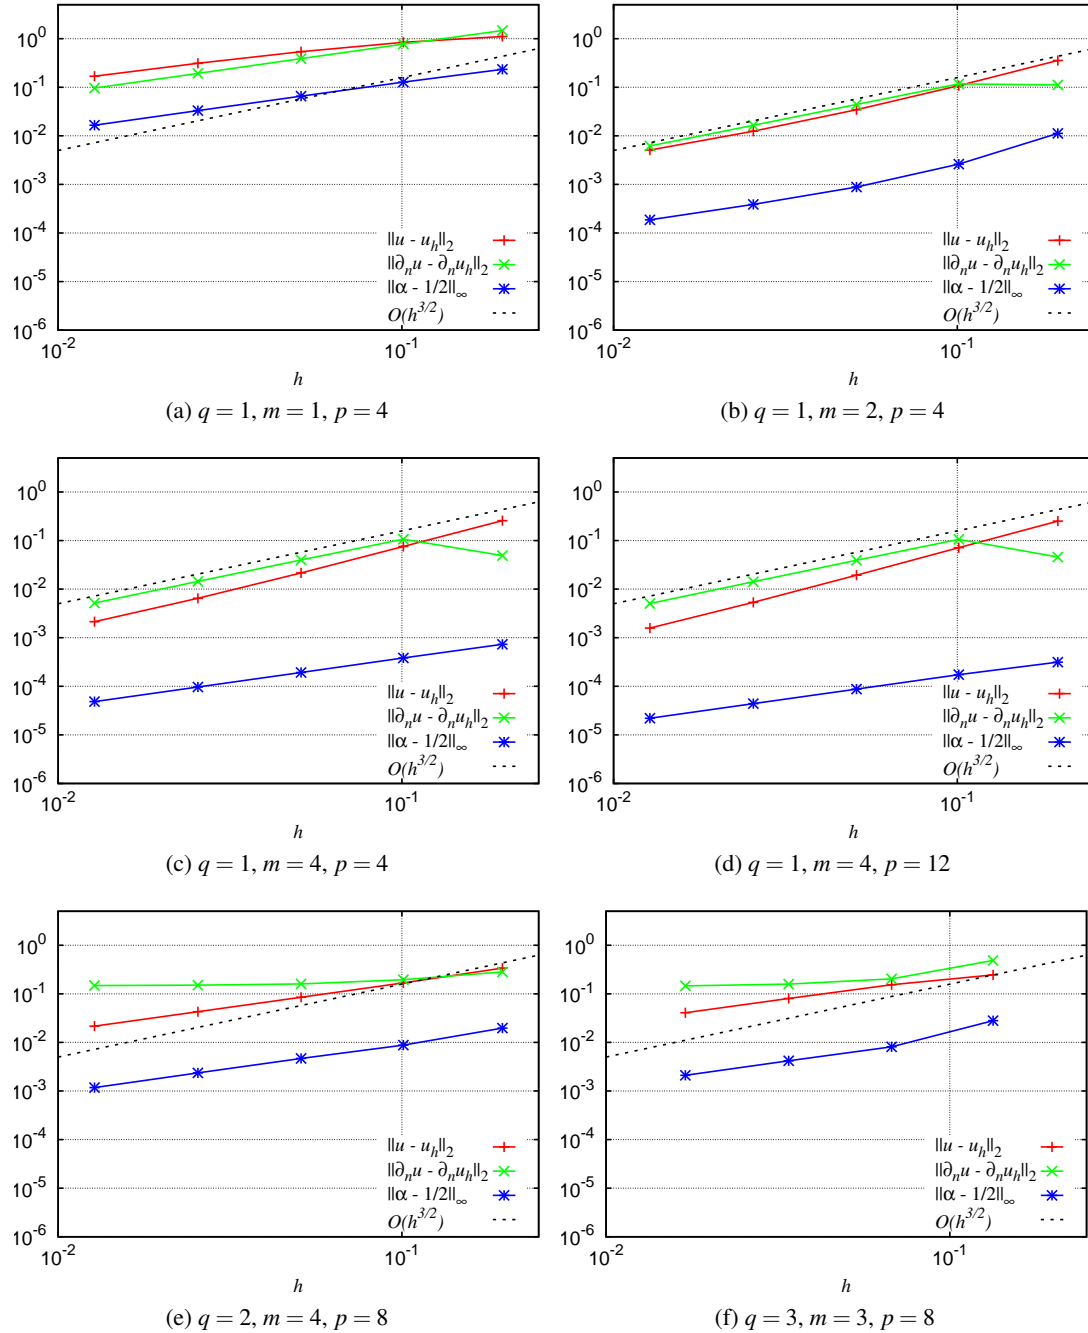 10^0
10^-1
10^-2
10^-3
10^-4
10^-5
10^-6
||u - u_h||_2
||∂_n u - ∂_n u_h||_2
||α - 1/2||_∞
O(h^{3/2})
10^-2
10^-1
h
(a) q = 1, m = 1, p = 4
10^0
10^-1
10^-2
10^-3
10^-4
10^-5
10^-6
||u - u_h||_2
||∂_n u - ∂_n u_h||_2
||α - 1/2||_∞
O(h^{3/2})
10^-2
10^-1
h
(b) q = 1, m = 2, p = 4
10^0
10^-1
10^-2
10^-3
10^-4
10^-5
10^-6
||u - u_h||_2
||∂_n u - ∂_n u_h||_2
||α - 1/2||_∞
O(h^{3/2})
10^-2
10^-1
h
(c) q = 1, m = 4, p = 4
10^0
10^-1
10^-2
10^-3
10^-4
10^-5
10^-6
||u - u_h||_2
||∂_n u - ∂_n u_h||_2
||α - 1/2||_∞
O(h^{3/2})
10^-2
10^-1
h
(d) q = 1, m = 4, p = 12
10^0
10^-1
10^-2
10^-3
10^-4
10^-5
10^-6
||u - u_h||_2
||∂_n u - ∂_n u_h||_2
||α - 1/2||_∞
O(h^{3/2})
10^-2
10^-1
h
(e) q = 2, m = 4, p = 8
10^0
10^-1
10^-2
10^-3
10^-4
10^-5
10^-6
||u - u_h||_2
||∂_n u - ∂_n u_h||_2
||α - 1/2||_∞
O(h^{3/2})
10^-2
10^-1
h
(f) q = 3, m = 3, p = 8